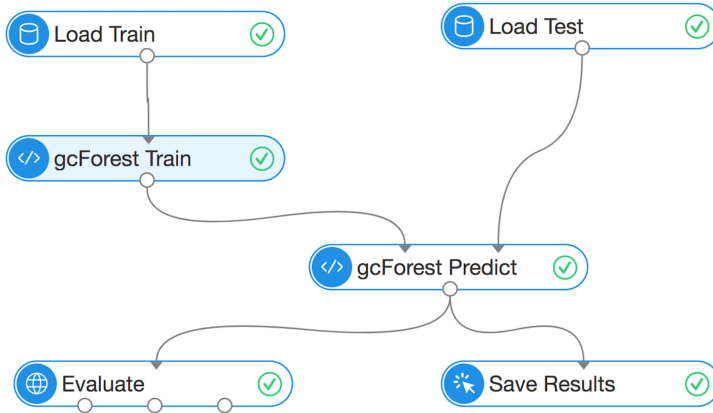 Load Train
Load Test
gcForest Train
gcForest Predict
Evaluate
Save Results